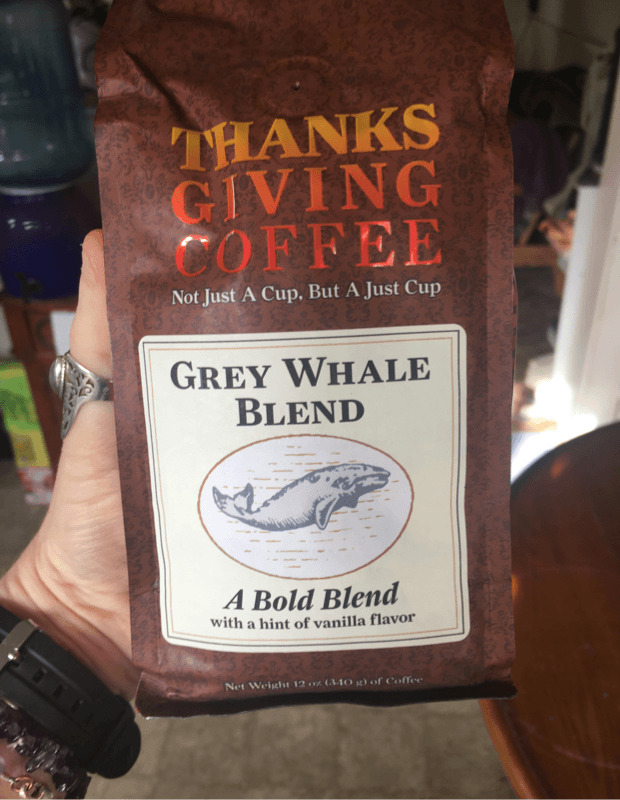 THANKS
GIVING
COFFEE
Not Just A Cup, But A Just Cup
GREY WHALE
BLEND
A Bold Blend
with a hint of vanilla flavor
Net Weight 12 oz (340 g) of Coffee